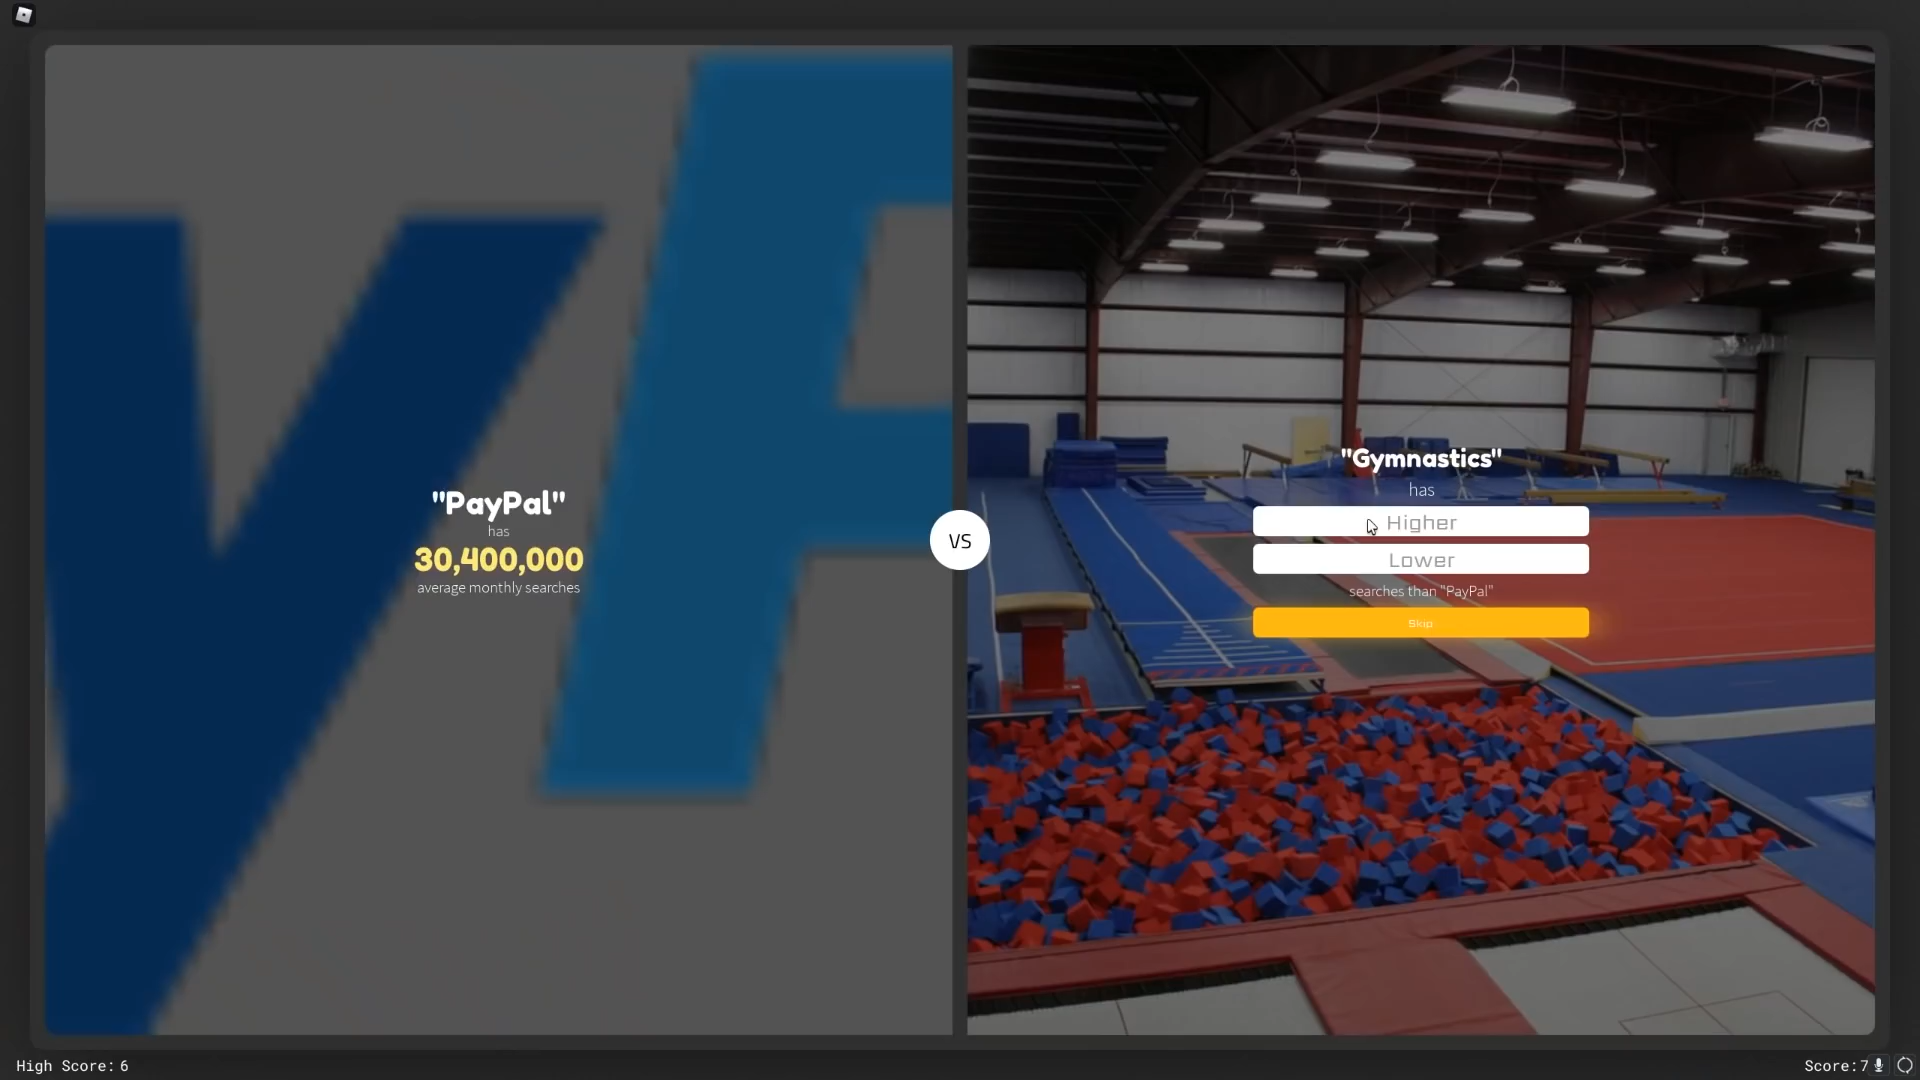 "PayPal"
has
30,400,000
average monthly searches
VS
"Gymnastics"
has
Higher
Lower
searches than "PayPal"
Skip
High Score: 6
Score: 7